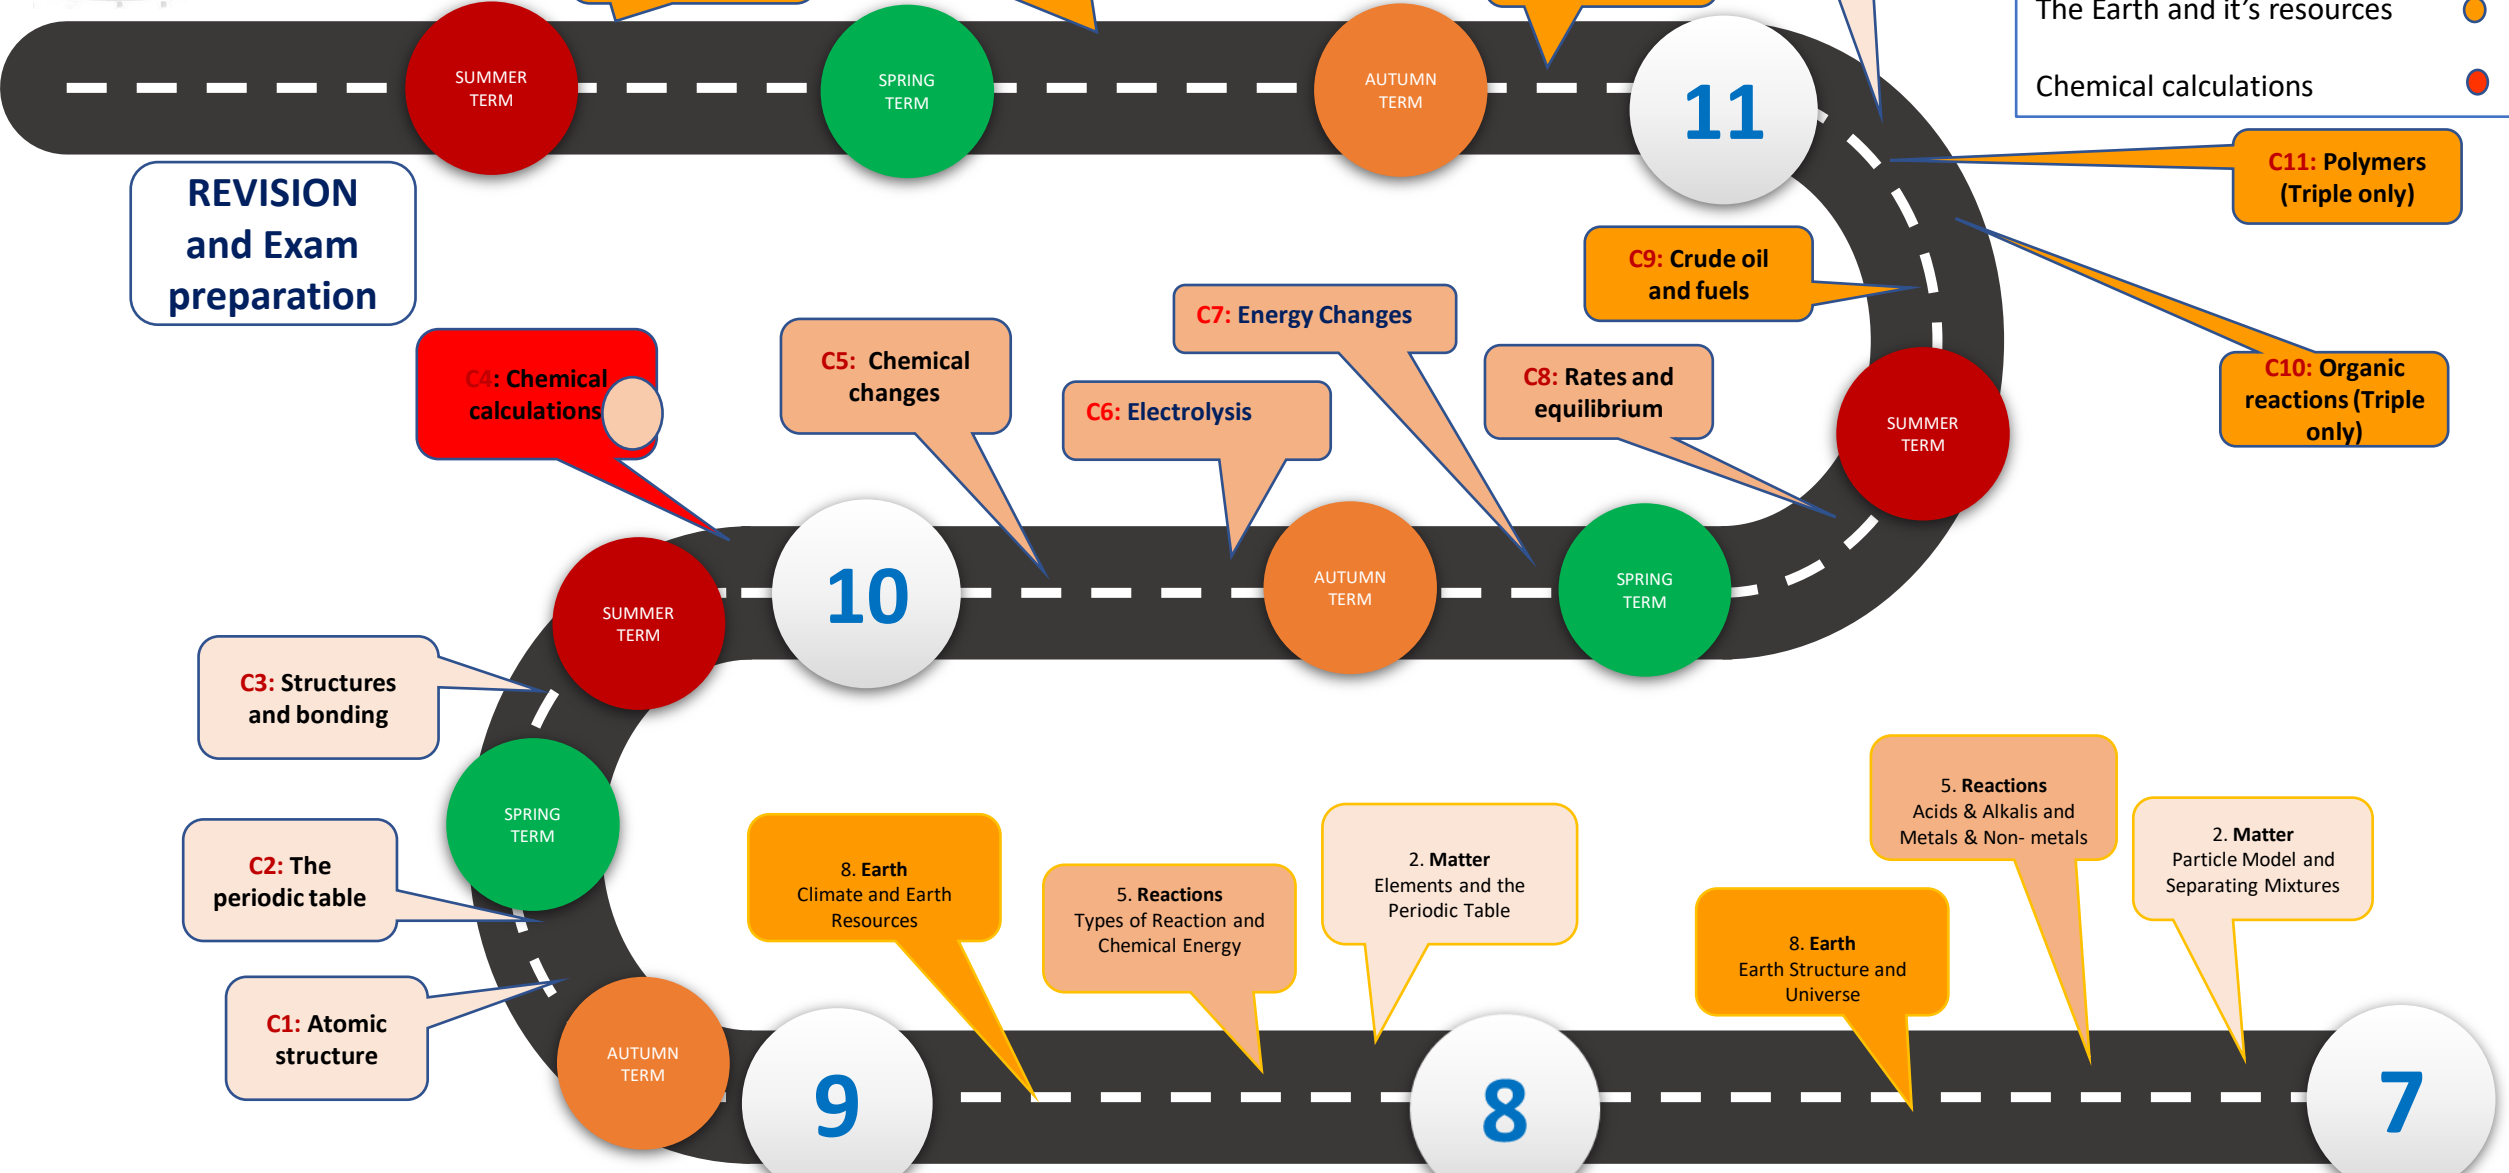 The Earth and it's resources
Chemical calculations
SUMMER
TERM
SPRING
TERM
AUTUMN
TERM
11
C11: Polymers
(Triple only)
REVISION
and Exam
preparation
C9: Crude oil
and fuels
C7: Energy Changes
C4: Chemical
calculations
C5: Chemical
changes
C6: Electrolysis
C8: Rates and
equilibrium
C10: Organic
reactions (Triple
only)
SUMMER
TERM
10
AUTUMN
TERM
SPRING
TERM
SUMMER
TERM
C3: Structures
and bonding
SPRING
TERM
C2: The
periodic table
C1: Atomic
structure
AUTUMN
TERM
9
8. Earth
Climate and Earth
Resources
5. Reactions
Types of Reaction and
Chemical Energy
2. Matter
Elements and the
Periodic Table
8
8. Earth
Earth Structure and
Universe
5. Reactions
Acids & Alkalis and
Metals & Non- metals
2. Matter
Particle Model and
Separating Mixtures
7